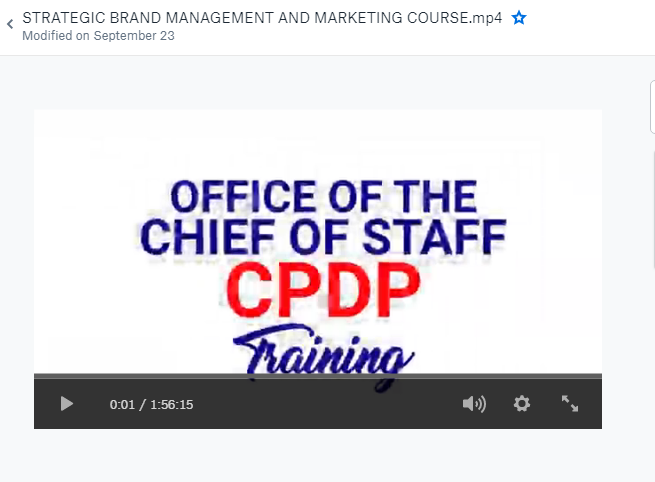 STRATEGIC BRAND MANAGEMENT AND MARKETING COURSE.mp4
Modified on September 23
OFFICE OF THE
CHIEF OF STAFF
CPDP
Training
0:01 / 1:56:15